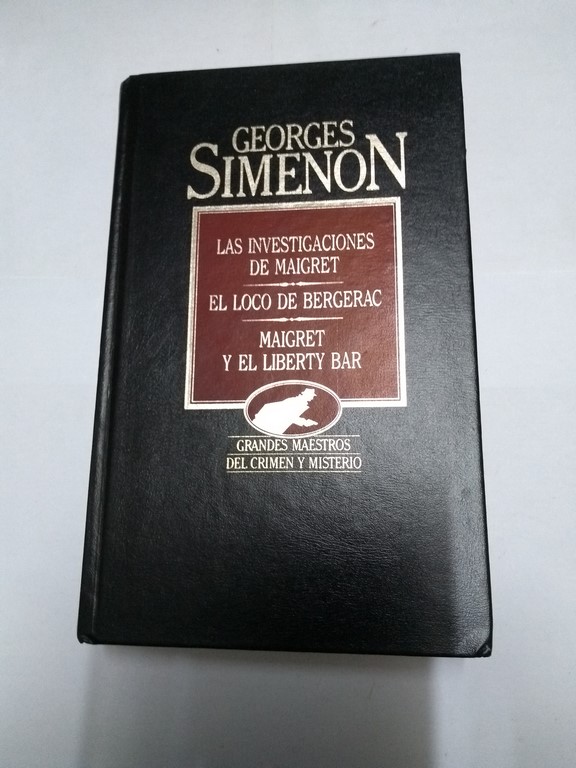 GEORGES
SIMENON
LAS INVESTIGACIONES
DE MAIGRET
EL LOCO DE BERGERAC
MAIGRET
Y EL LIBERTY BAR
GRANDES MAESTROS
DEL CRIMEN Y MISTERIO